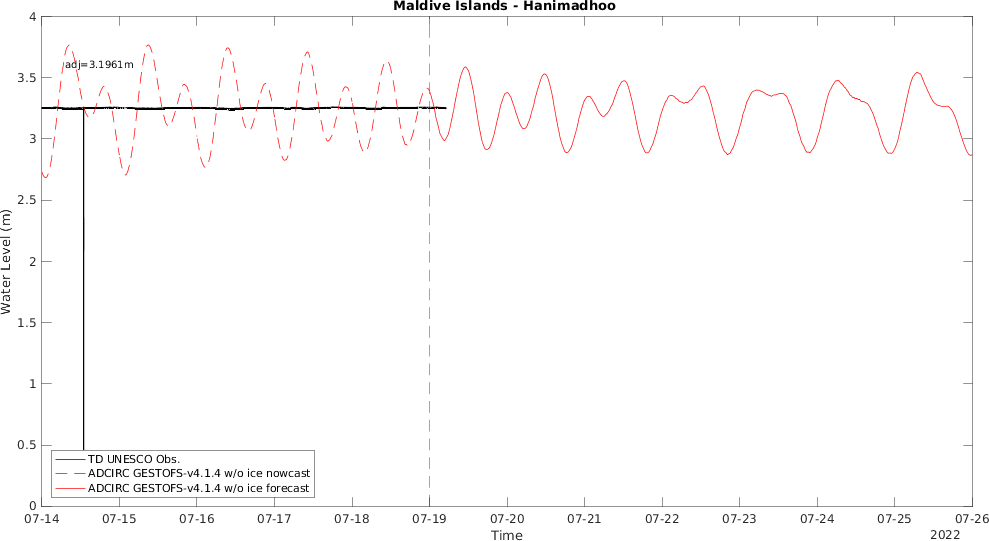 Maldive Islands - Hanimadhoo
4
3.5
3
2.5
2
1.5
1
0.5
0
Water Level (m)
adj=3.1961m
TD UNESCO Obs.
ADCIRC GESTOFS-v4.1.4 w/o ice nowcast
ADCIRC GESTOFS-v4.1.4 w/o ice forecast
07-14 07-15 07-16 07-17 07-18 07-19 07-20 07-21 07-22 07-23 07-24 07-25 07-26
Time
2022